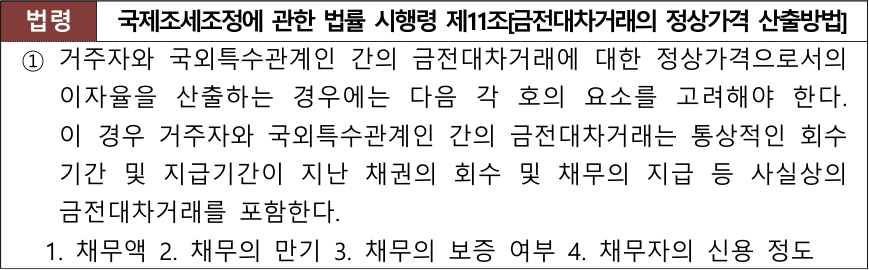 법령 국제조세조정에 관한 법률 시행령 제11조[금전대차거래의 정상가격 산출방법]
① 거주자와 국외특수관계인 간의 금전대차거래에 대한 정상가격으로서의
이자율을 산출하는 경우에는 다음 각 호의 요소를 고려해야 한다.
이 경우 거주자와 국외특수관계인 간의 금전대차거래는 통상적인 회수
기간 및 지급기간이 지난 채권의 회수 및 채무의 지급 등 사실상의
금전대차거래를 포함한다.
1. 채무액 2. 채무의 만기 3. 채무의 보증 여부 4. 채무자의 신용 정도